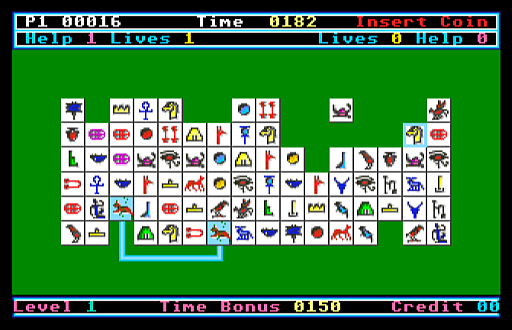 P1 00016 Time 0182 Insert Coin
Help 1 Lives 1 Lives 0 Help 0
Level 1 Time Bonus 0150 Credit 00